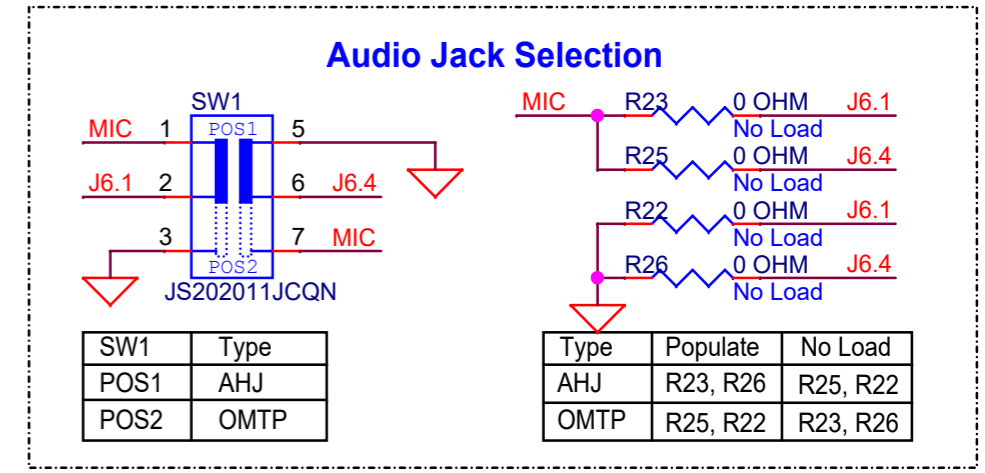 Audio Jack Selection
SW1
MIC 1 POS1 5
J6.1 2 6 J6.4
3 7 MIC
POS2
JS202011JCQN
MIC R23 0 OHM J6.1
No Load
R25 0 OHM J6.4
No Load
R22 0 OHM J6.1
No Load
R26 0 OHM J6.4
No Load
SW1 Type
POS1 AHJ
POS2 OMTP
Type Populate No Load
AHJ R23, R26 R25, R22
OMTP R25, R22 R23, R26